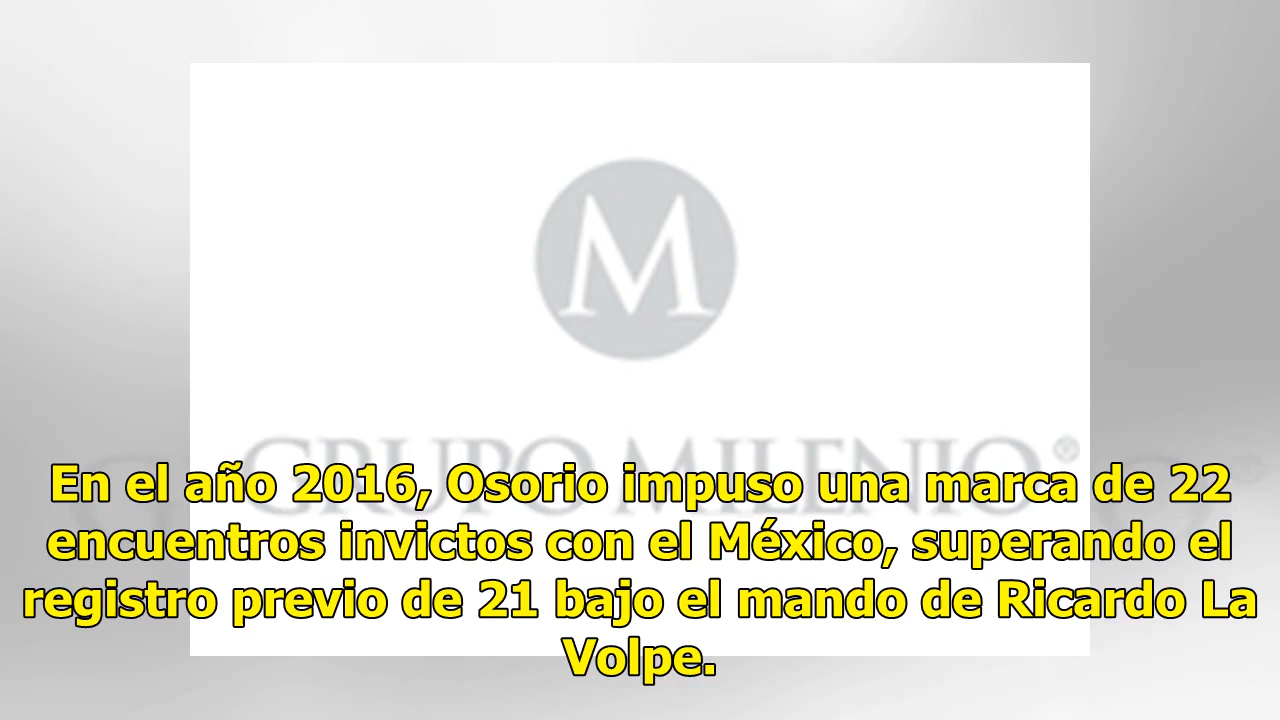 M
GRUPO MILENIO®
En el año 2016, Osorio impuso una marca de 22
encuentros invictos con el México, superando el
registro previo de 21 bajo el mando de Ricardo La
Volpe.